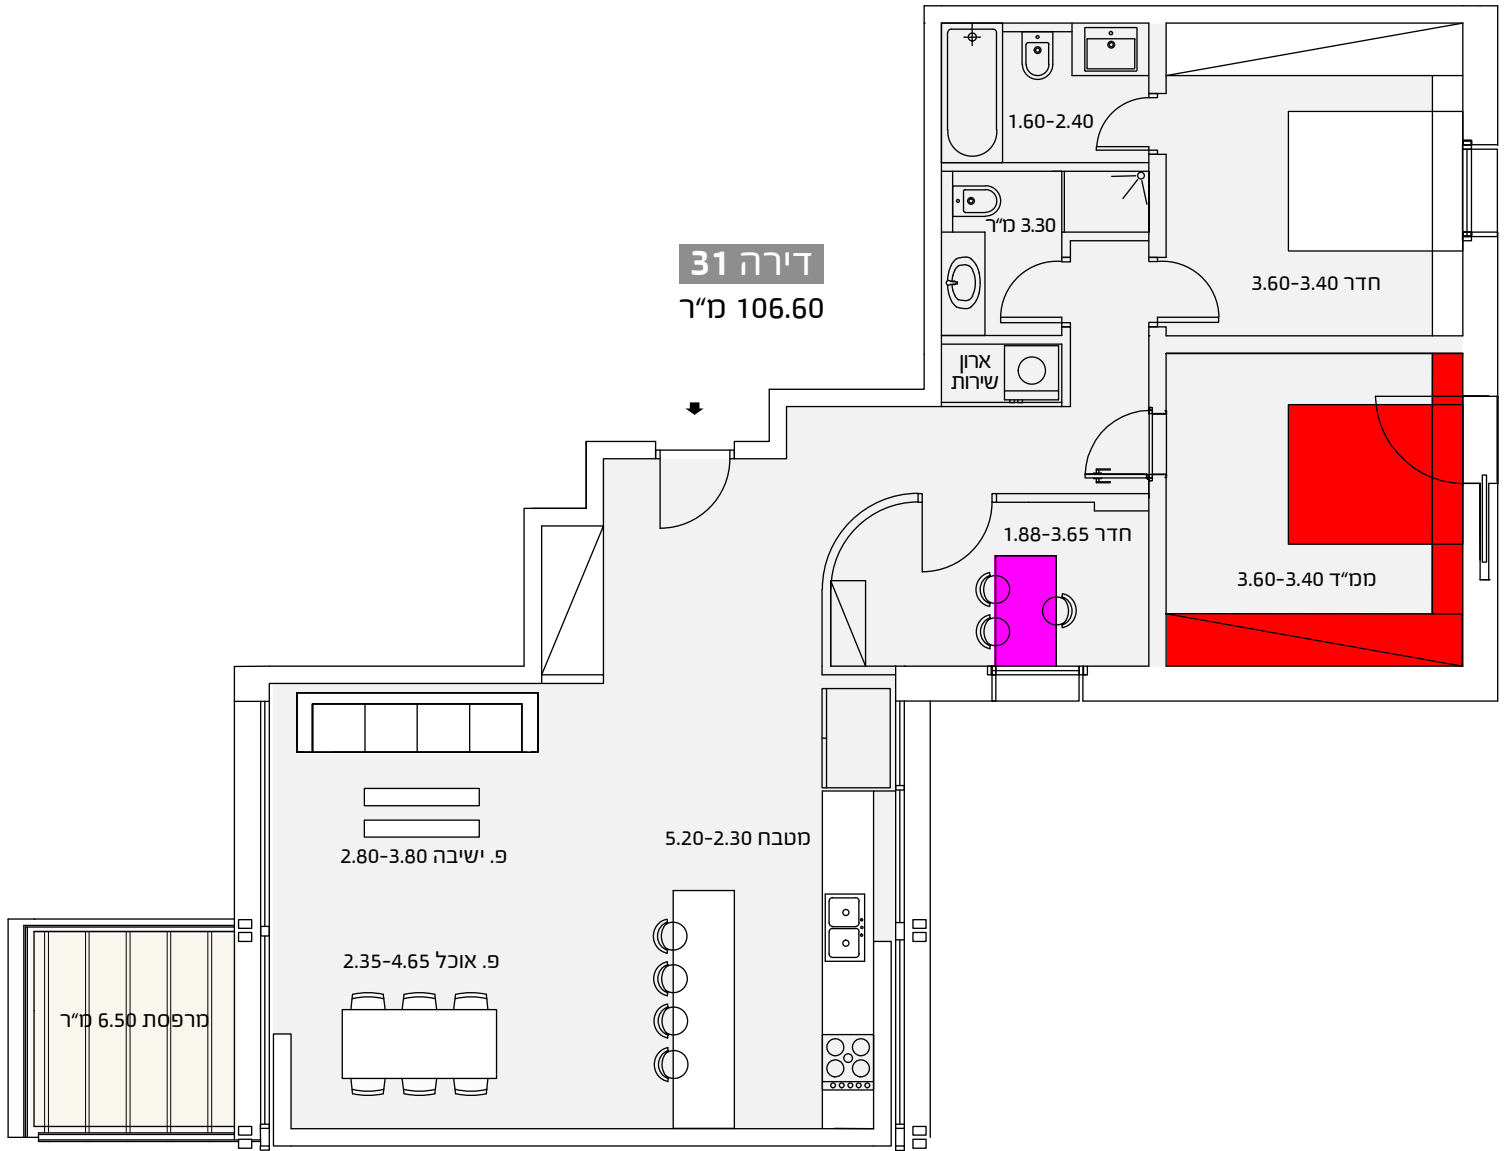 1.60-2.40
3.30 מ״ר
דירה 31
106.60 מ״ר
חדר 3.60-3.40
ארון
שירות
חדר 1.88-3.65
ממ״ד 3.60-3.40
מטבח 5.20-2.30
פ. ישיבה 2.80-3.80
פ. אוכל 2.35-4.65
מרפסת 6.50 מ״ר